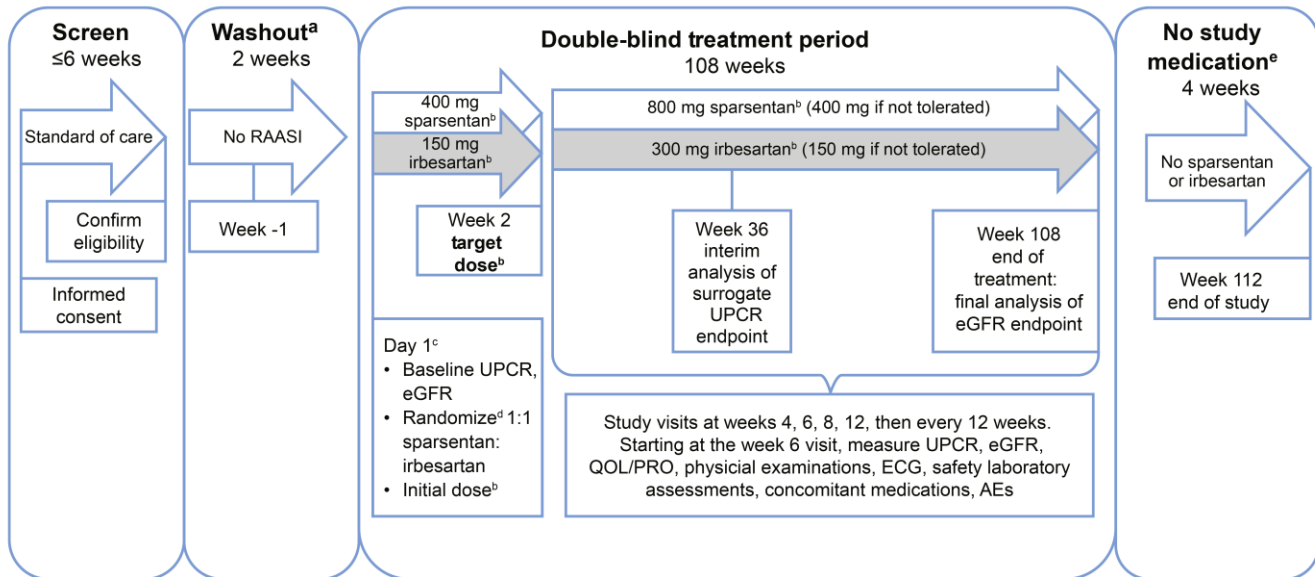 Screen
≤6 weeks
Standard of care
Confirm
eligibility
Informed
consent
Washoutᵃ
2 weeks
No RAASI
Week -1
Double-blind treatment period
108 weeks
400 mg
sparsentanᵇ
150 mg
irbesartanᵇ
800 mg sparsentanᵇ (400 mg if not tolerated)
300 mg irbesartanᵇ (150 mg if not tolerated)
Week 2
target
doseᵇ
Week 36
interim
analysis of
surrogate
UPCR
endpoint
Week 108
end of
treatment:
final analysis of
eGFR endpoint
Day 1ᶜ
• Baseline UPCR,
eGFR
• Randomizeᵈ 1:1
sparsentan:
irbesartan
• Initial doseᵇ
Study visits at weeks 4, 6, 8, 12, then every 12 weeks.
Starting at the week 6 visit, measure UPCR, eGFR,
QOL/PRO, physicial examinations, ECG, safety laboratory
assessments, concomitant medications, AEs
No study
medicationᵉ
4 weeks
No sparsentan
or irbesartan
Week 112
end of study